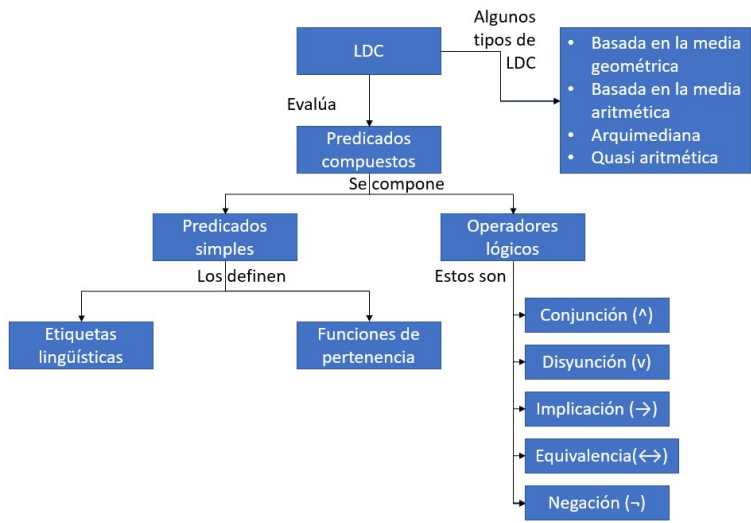 LDC
Algunos
tipos de
LDC
• Basada en la media
geométrica
• Basada en la media
aritmética
• Arquimediana
• Quasi aritmética
Evalúa
Predicados
compuestos
Se compone
Predicados
simples
Operadores
lógicos
Los definen
Estos son
Etiquetas
lingüísticas
Funciones de
pertenencia
Conjunción (^)
Disyunción (v)
Implicación (→)
Equivalencia(↔)
Negación (¬)